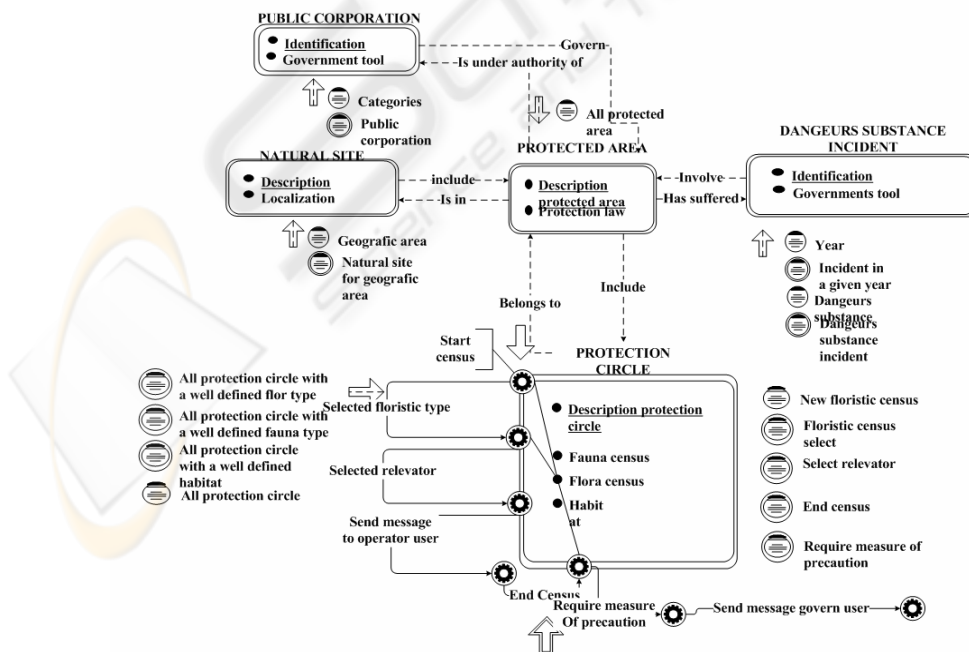 PUBLIC CORPORATION
Identification
Government tool
Govern
Is under authority of
Categories
Public
corporation
All protected
area
NATURAL SITE
Description
Localization
include
Is in
PROTECTED AREA
Description
protected area
Protection law
Involve
Has suffered
DANGEURS SUBSTANCE
INCIDENT
Identification
Governments tool
Geografic area
Natural site
for geografic
area
Year
Incident in
a given year
Dangeurs
substance
Dangeurs
substance
incident
Belongs to
Include
Start
census
PROTECTION
CIRCLE
All protection circle with
a well defined flor type
All protection circle with
a well defined fauna type
All protection circle
with a well defined
habitat
All protection circle
Selected floristic type
Selected relevator
Send message
to operator user
Description protection
circle
Fauna census
Flora census
Habit
at
New floristic census
Floristic census
select
Select relevator
End census
Require measure of
precaution
End Census
Require measure
Of precaution
Send message govern user